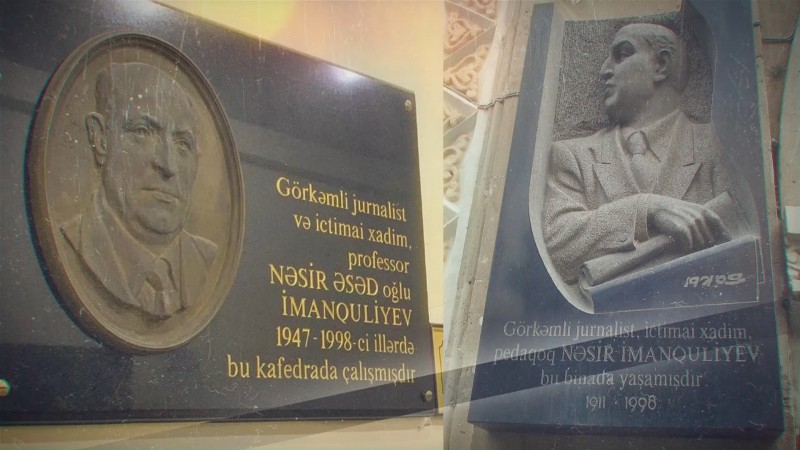 Görkəmli jurnalist
və ictimai xadim,
professor
NƏSİR ƏSƏD oğlu
İMANQULİYEV
1947-1998-ci illərdə
bu kafedrada çalışmışdır
Бакы
Görkəmli jurnalist, ictimai xadim,
pedaqoq NƏSİR İMANQULİYEV
bu binada yaşamışdır
1911 - 1998